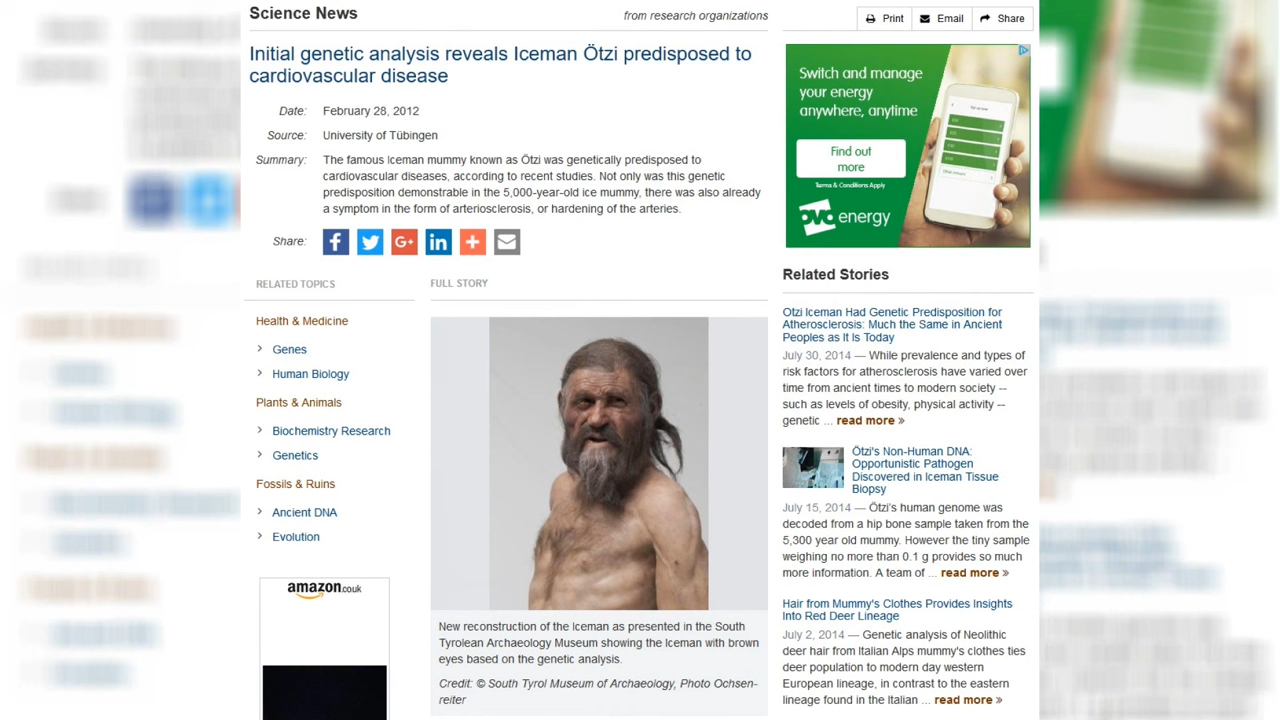 Science News
from research organizations
Print
Email
Share
Initial genetic analysis reveals Iceman Ötzi predisposed to
cardiovascular disease
Date: February 28, 2012
Source: University of Tübingen
Summary: The famous Iceman mummy known as Ötzi was genetically predisposed to
cardiovascular diseases, according to recent studies. Not only was this genetic
predisposition demonstrable in the 5,000-year-old ice mummy, there was also already
a symptom in the form of arteriosclerosis, or hardening of the arteries.
Share:
RELATED TOPICS
Health & Medicine
Genes
Human Biology
Plants & Animals
Biochemistry Research
Genetics
Fossils & Ruins
Ancient DNA
Evolution
amazon.co.uk
FULL STORY
New reconstruction of the Iceman as presented in the South
Tyrolean Archaeology Museum showing the Iceman with brown
eyes based on the genetic analysis.
Credit: © South Tyrol Museum of Archaeology, Photo Ochsen-
reiter
Switch and manage
your energy
anywhere, anytime
Find out
more
Terms & Conditions Apply
ovo energy
Related Stories
Otzi Iceman Had Genetic Predisposition for
Atherosclerosis: Much the Same in Ancient
Peoples as It Is Today
July 30, 2014 — While prevalence and types of
risk factors for atherosclerosis have varied over
time from ancient times to modern society --
such as levels of obesity, physical activity --
genetic ... read more »
Ötzi's Non-Human DNA:
Opportunistic Pathogen
Discovered in Iceman Tissue
Biopsy
July 15, 2014 — Ötzi's human genome was
decoded from a hip bone sample taken from the
5,300 year old mummy. However the tiny sample
weighing no more than 0.1 g provides so much
more information. A team of ... read more »
Hair from Mummy's Clothes Provides Insights
Into Red Deer Lineage
July 2, 2014 — Genetic analysis of Neolithic
deer hair from Italian Alps mummy's clothes ties
deer population to modern day western
European lineage, in contrast to the eastern
lineage found in the Italian ... read more »